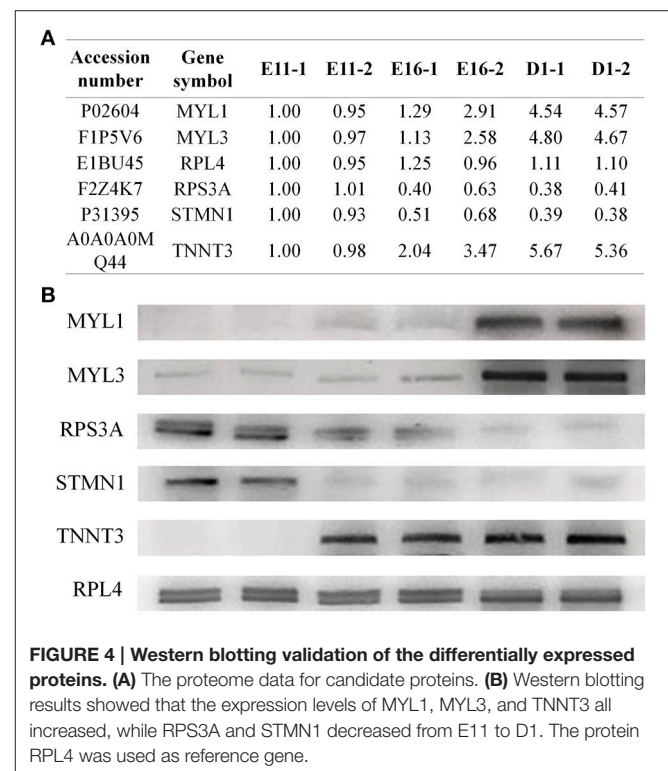 A
Accession number Gene symbol E11-1 E11-2 E16-1 E16-2 D1-1 D1-2
P02604 MYL1 1.00 0.95 1.29 2.91 4.54 4.57
F1P5V6 MYL3 1.00 0.97 1.13 2.58 4.80 4.67
E1BU45 RPL4 1.00 0.95 1.25 0.96 1.11 1.10
F2Z4K7 RPS3A 1.00 1.01 0.40 0.63 0.38 0.41
P31395 STMN1 1.00 0.93 0.51 0.68 0.39 0.38
A0A0A0M
Q44 TNNT3 1.00 0.98 2.04 3.47 5.67 5.36
B
MYL1
MYL3
RPS3A
STMN1
TNNT3
RPL4
FIGURE 4 | Western blotting validation of the differentially expressed
proteins. (A) The proteome data for candidate proteins. (B) Western blotting
results showed that the expression levels of MYL1, MYL3, and TNNT3 all
increased, while RPS3A and STMN1 decreased from E11 to D1. The protein
RPL4 was used as reference gene.